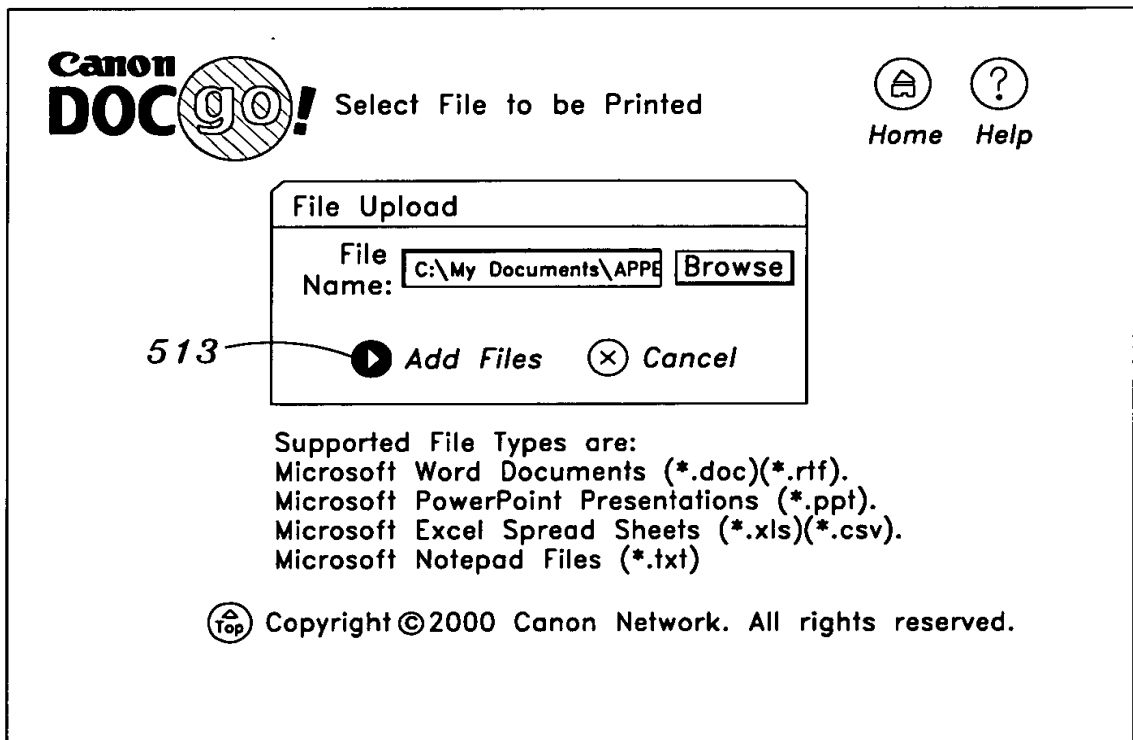 Canon
DOC go! Select File to be Printed
Home Help
File Upload
File Name: C:\My Documents\APPE Browse
513 Add Files Cancel
Supported File Types are:
Microsoft Word Documents (*.doc)(*.rtf).
Microsoft PowerPoint Presentations (*.ppt).
Microsoft Excel Spread Sheets (*.xls)(*.csv).
Microsoft Notepad Files (*.txt)
Top Copyright ©2000 Canon Network. All rights reserved.